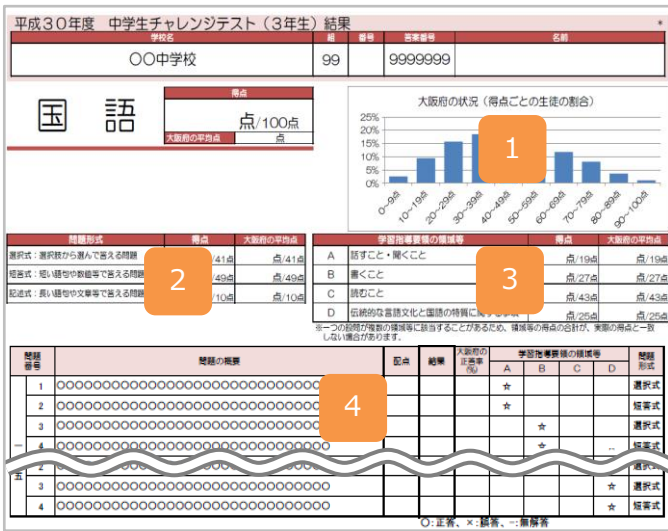 平成30年度 中学生チャレンジテスト（3年生）結果 *
学校名 組 番号 答案番号 名前
〇〇中学校 99 9999999
国 語
得点
点/100点
大阪府の平均点 点
大阪府の状況（得点ごとの生徒の割合）
25%
20%
15%
10%
5%
0%
0～9点 10～19点 20～29点 30～39点 40～49点 50～59点 60～69点 70～79点 80～89点 90～100点
1
問題形式 得点 大阪府の平均点
選択式：選択肢から選んで答える問題 /41点 点/41点
短答式：短い語句や数値等で答える問題 /49点 点/49点
記述式：長い語句や文章等で答える問題 /10点 点/10点
2
学習指導要領の領域等 得点 大阪府の平均点
A 話すこと・聞くこと 点/19点 点/19点
B 書くこと 点/27点 点/27点
C 読むこと 点/43点 点/43点
D 伝統的な言語文化と国語の特質に関する事項 点/25点 点/25点
3
※一つの設問が複数の領域等に該当することがあるため、領域等の得点の合計が、実際の得点と一致
しない場合があります。
問題番号 問題の概要 配点 結果 大阪府の正答率(%) 学習指導要領の領域等 問題形式
A B C D
1 〇〇〇〇〇〇〇〇〇〇〇〇〇〇〇〇〇〇〇〇〇〇〇〇〇〇〇〇 ☆ 選択式
2 〇〇〇〇〇〇〇〇〇〇〇〇〇〇〇〇〇〇〇〇〇〇〇〇〇〇〇〇 ☆ 短答式
3 〇〇〇〇〇〇〇〇〇〇〇〇〇〇〇〇〇〇〇〇〇〇〇〇〇〇〇〇 ☆ 選択式
一 4 〇〇〇〇〇〇〇〇〇〇〇〇〇〇〇〇〇〇〇〇〇〇〇〇〇〇〇〇 ☆ 短答式
4
五 2 選択式
3 〇〇〇〇〇〇〇〇〇〇〇〇〇〇〇〇〇〇〇〇〇〇〇〇〇〇〇〇 ☆ 選択式
4 〇〇〇〇〇〇〇〇〇〇〇〇〇〇〇〇〇〇〇〇〇〇〇〇〇〇〇〇 ☆ 短答式
〇：正答、×：誤答、-：無解答